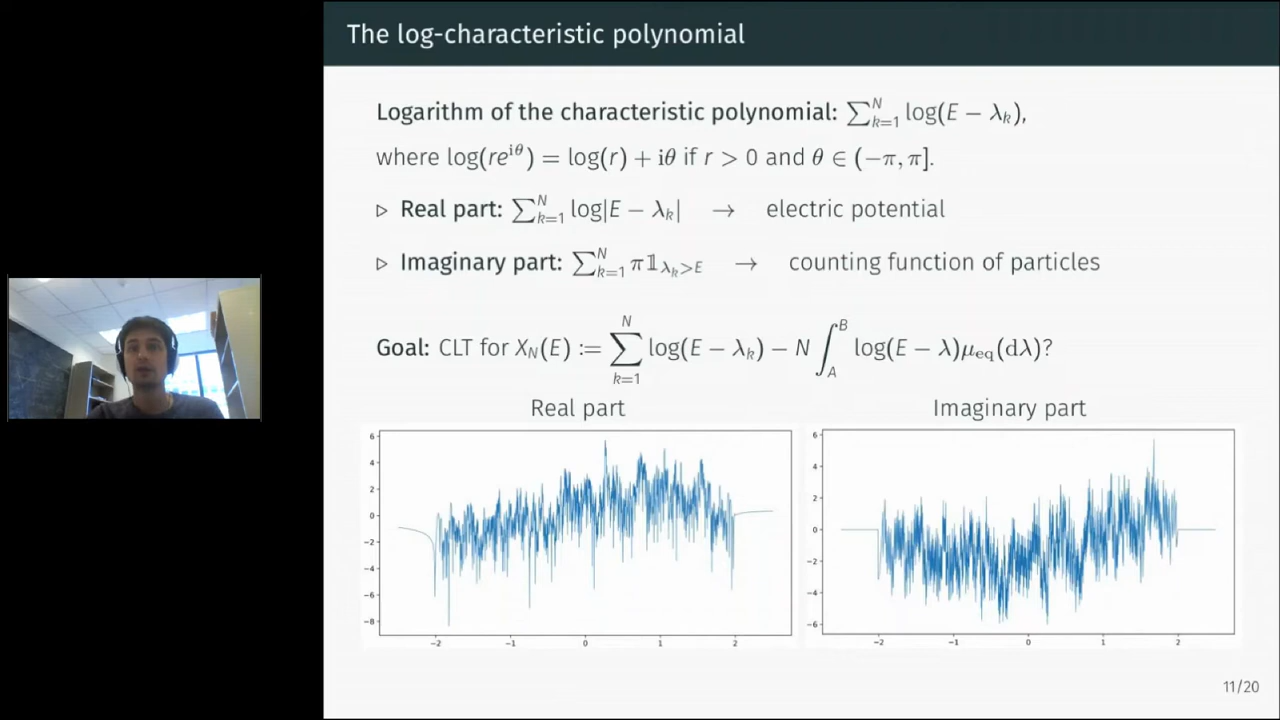 The log-characteristic polynomial
Logarithm of the characteristic polynomial: ∑_{k=1}^{N} log(E − λ_k),
where log(re^{iθ}) = log(r) + iθ if r > 0 and θ ∈ (−π, π].
▷ Real part: ∑_{k=1}^{N} log|E − λ_k| → electric potential
▷ Imaginary part: ∑_{k=1}^{N} π𝟙_{λ_k>E} → counting function of particles
Goal: CLT for X_N(E) := ∑_{k=1}^{N} log(E − λ_k) − N ∫_A^B log(E − λ)μ_eq(dλ)?
Real part
6
4
2
0
−2
−4
−6
−8
−2 −1 0 1 2
Imaginary part
6
4
2
0
−2
−4
−6
−2 −1 0 1 2
11/20